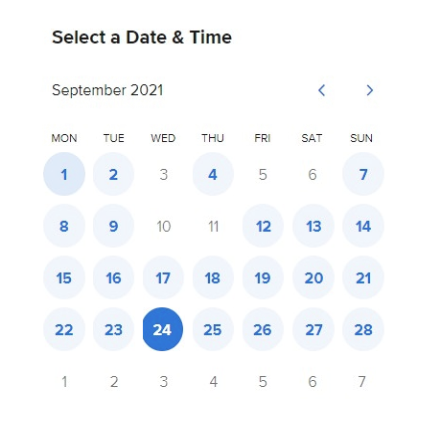 Select a Date & Time
September 2021
MON TUE WED THU FRI SAT SUN
1 2 3 4 5 6 7
8 9 10 11 12 13 14
15 16 17 18 19 20 21
22 23 24 25 26 27 28
1 2 3 4 5 6 7